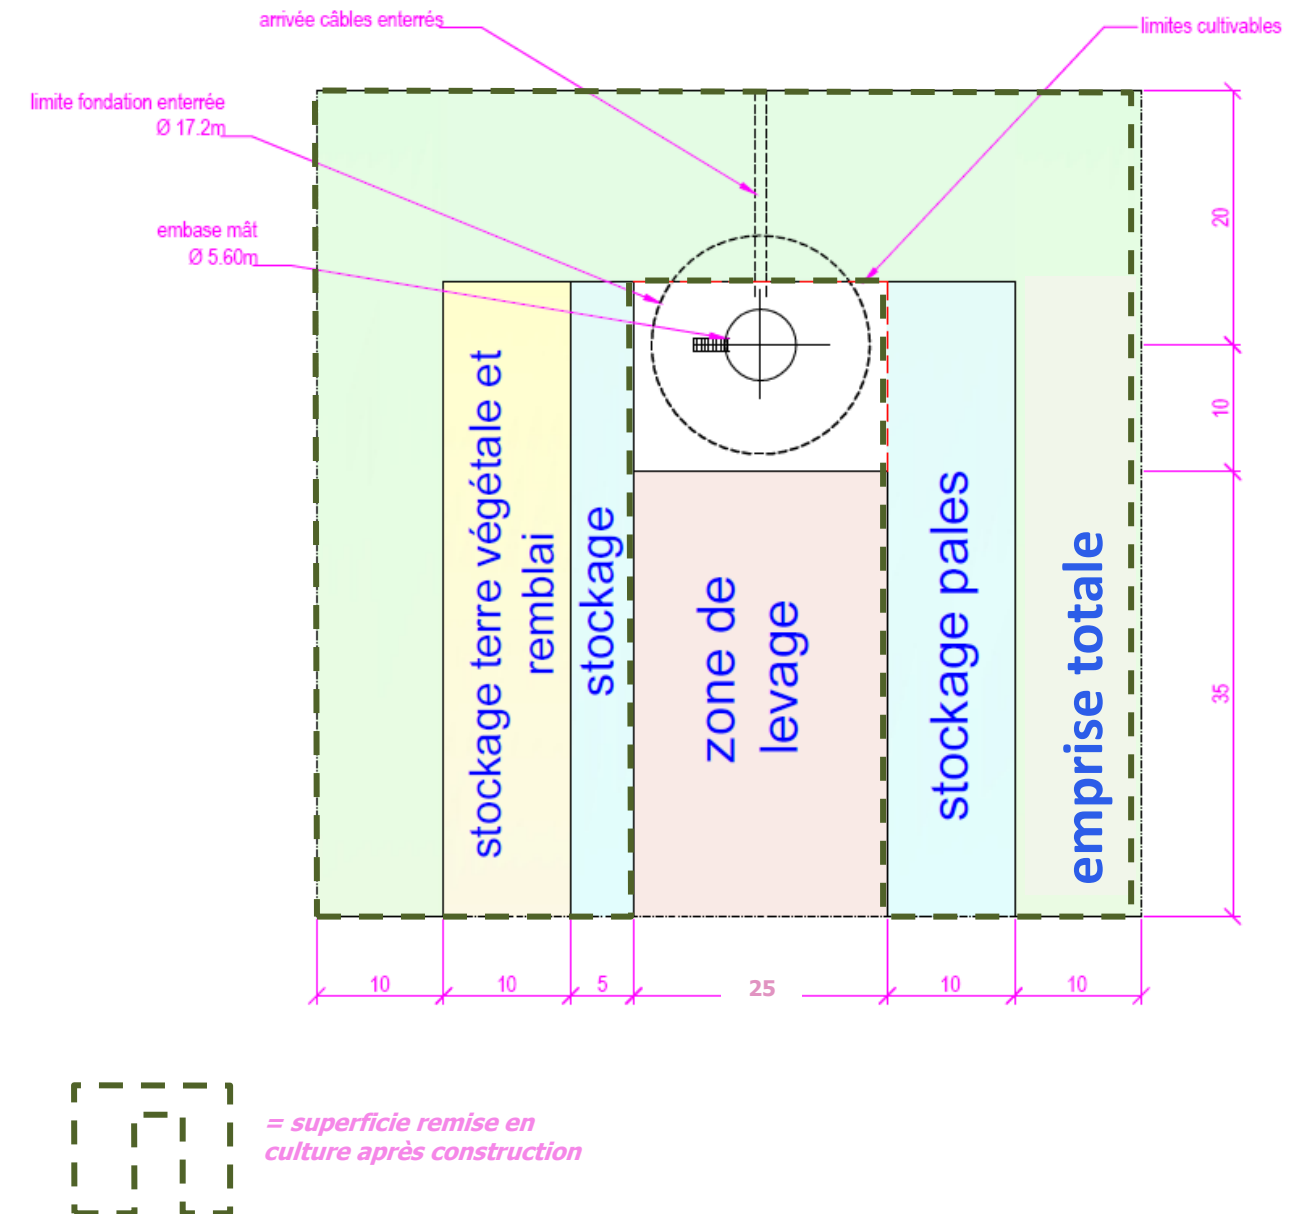 arrivée câbles enterrés
limites cultivables
limite fondation enterrée
Ø 17.2m
embase mât
Ø 5.60m
20
10
35
stockage terre végétale et
remblai
stockage
zone de
levage
stockage pales
emprise totale
10
10
5
25
10
10
= superficie remise en
culture après construction